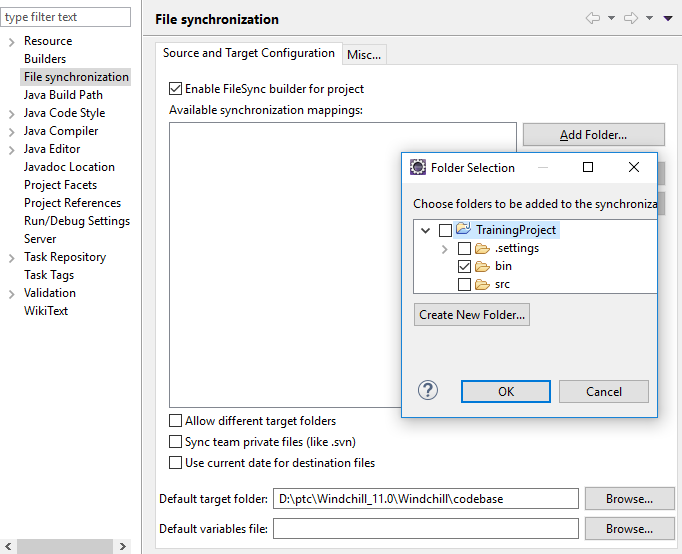 type filter text
Resource
Builders
File synchronization
Java Build Path
Java Code Style
Java Compiler
Java Editor
Javadoc Location
Project Facets
Project References
Run/Debug Settings
Server
Task Repository
Task Tags
Validation
WikiText
File synchronization
Source and Target Configuration
Misc...
Enable FileSync builder for project
Available synchronization mappings:
Add Folder...
Folder Selection
Choose folders to be added to the synchroniza
TrainingProject
.settings
bin
src
Create New Folder...
OK
Cancel
Allow different target folders
Sync team private files (like .svn)
Use current date for destination files
Default target folder: D:\ptc\Windchill_11.0\Windchill\codebase Browse...
Default variables file: Browse...